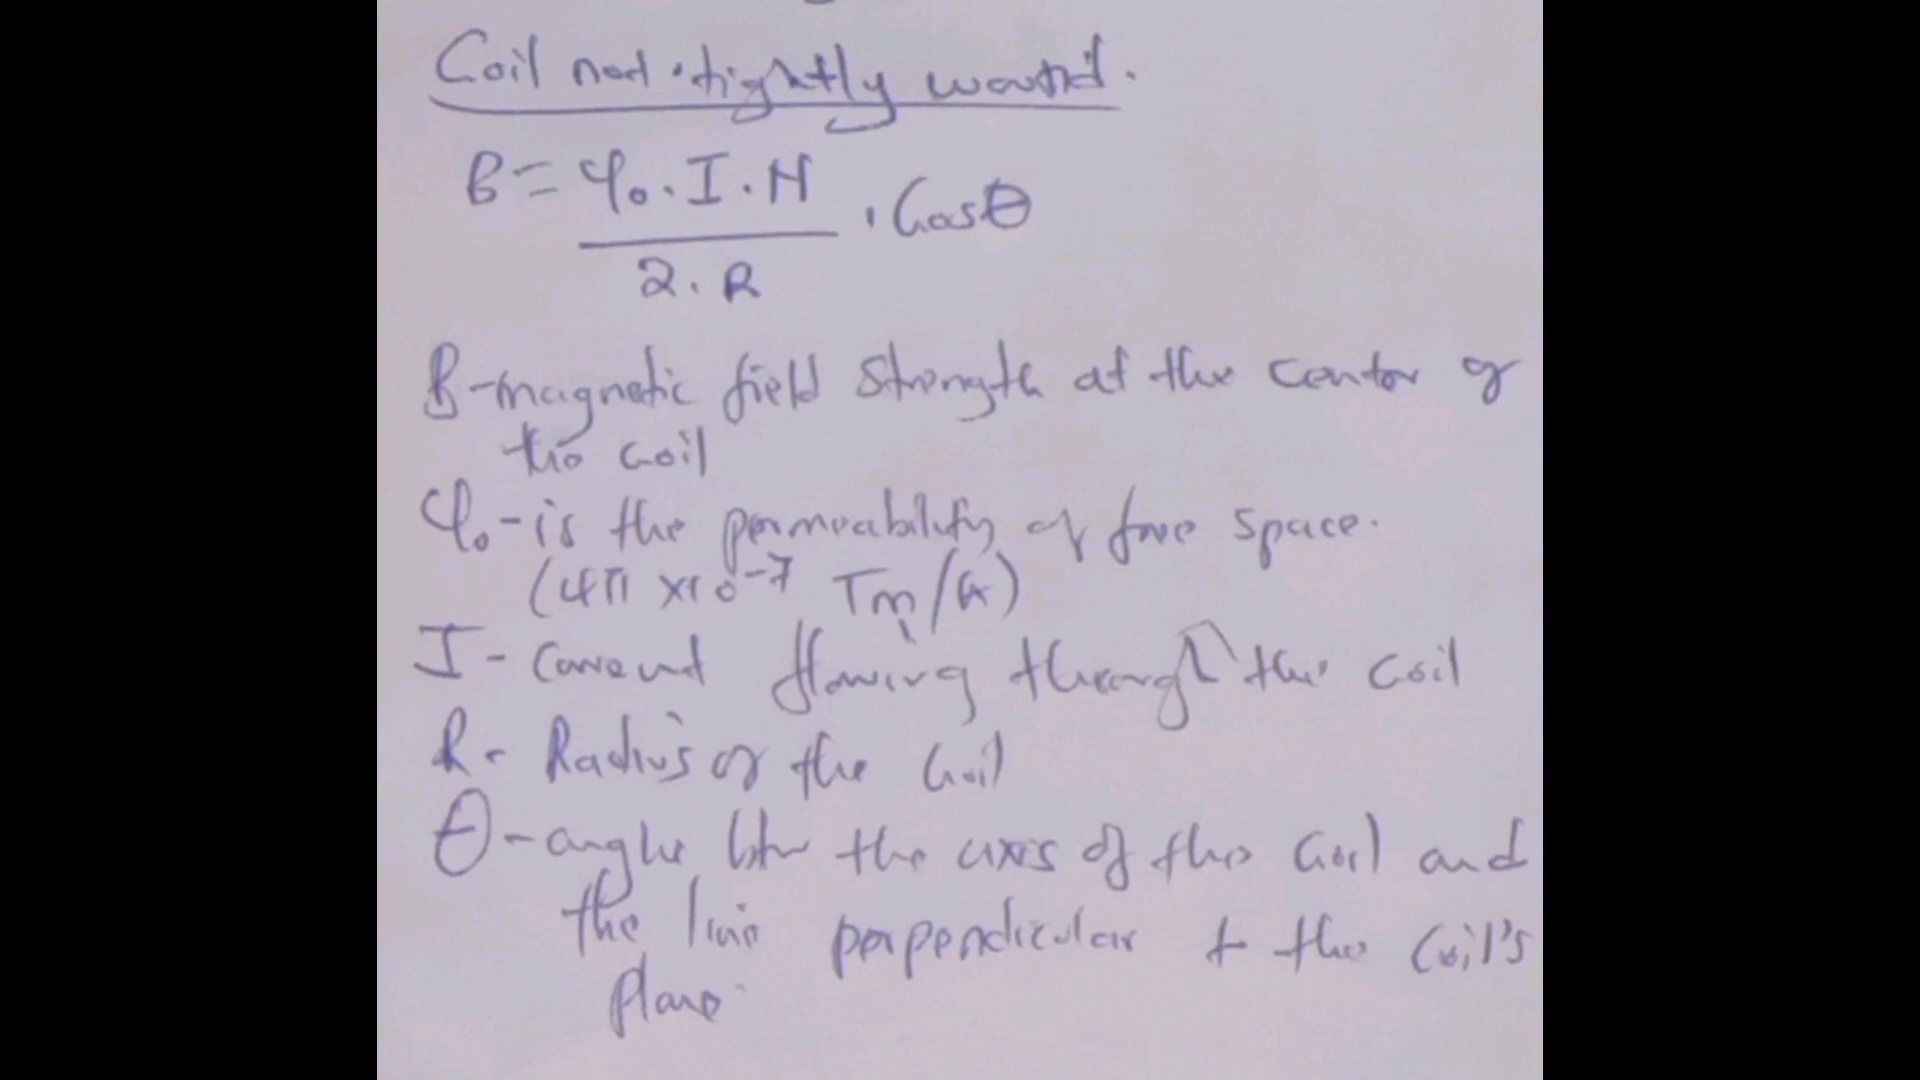 Coil not tightly wound.
B = μ₀.I.N / 2.R . Cosθ
B - magnetic field strength at the center of
the coil
μ₀ - is the permeability of free space.
(4π ×10⁻⁷ Tm/A)
I - current flowing through the coil
R - Radius of the coil
θ - angle btw the axis of the coil and
the line perpendicular to the coil's
plane